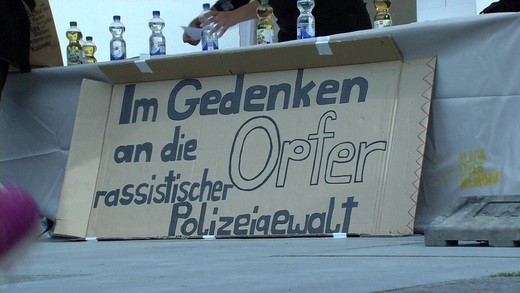 Im Gedenken
an die Opfer
rassistischer
Polizeigewalt